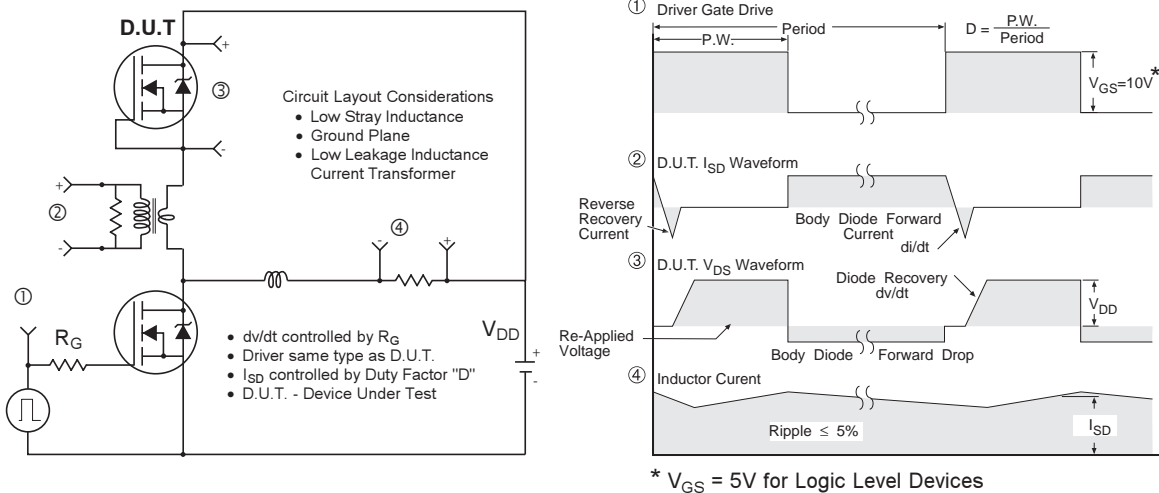 D.U.T
+
③
-
Circuit Layout Considerations
• Low Stray Inductance
• Ground Plane
• Low Leakage Inductance
Current Transformer
+
②
-
④
-
+
①
R_G
• dv/dt controlled by R_G
• Driver same type as D.U.T.
• I_SD controlled by Duty Factor "D"
• D.U.T. - Device Under Test
V_DD
+
-
① Driver Gate Drive
P.W.
Period
D = P.W. / Period
V_GS=10V *
② D.U.T. I_SD Waveform
Reverse
Recovery
Current
Body Diode Forward
Current
di/dt
③ D.U.T. V_DS Waveform
Diode Recovery
dv/dt
V_DD
Re-Applied
Voltage
Body Diode Forward Drop
④ Inductor Curent
Ripple ≤ 5%
I_SD
* V_GS = 5V for Logic Level Devices